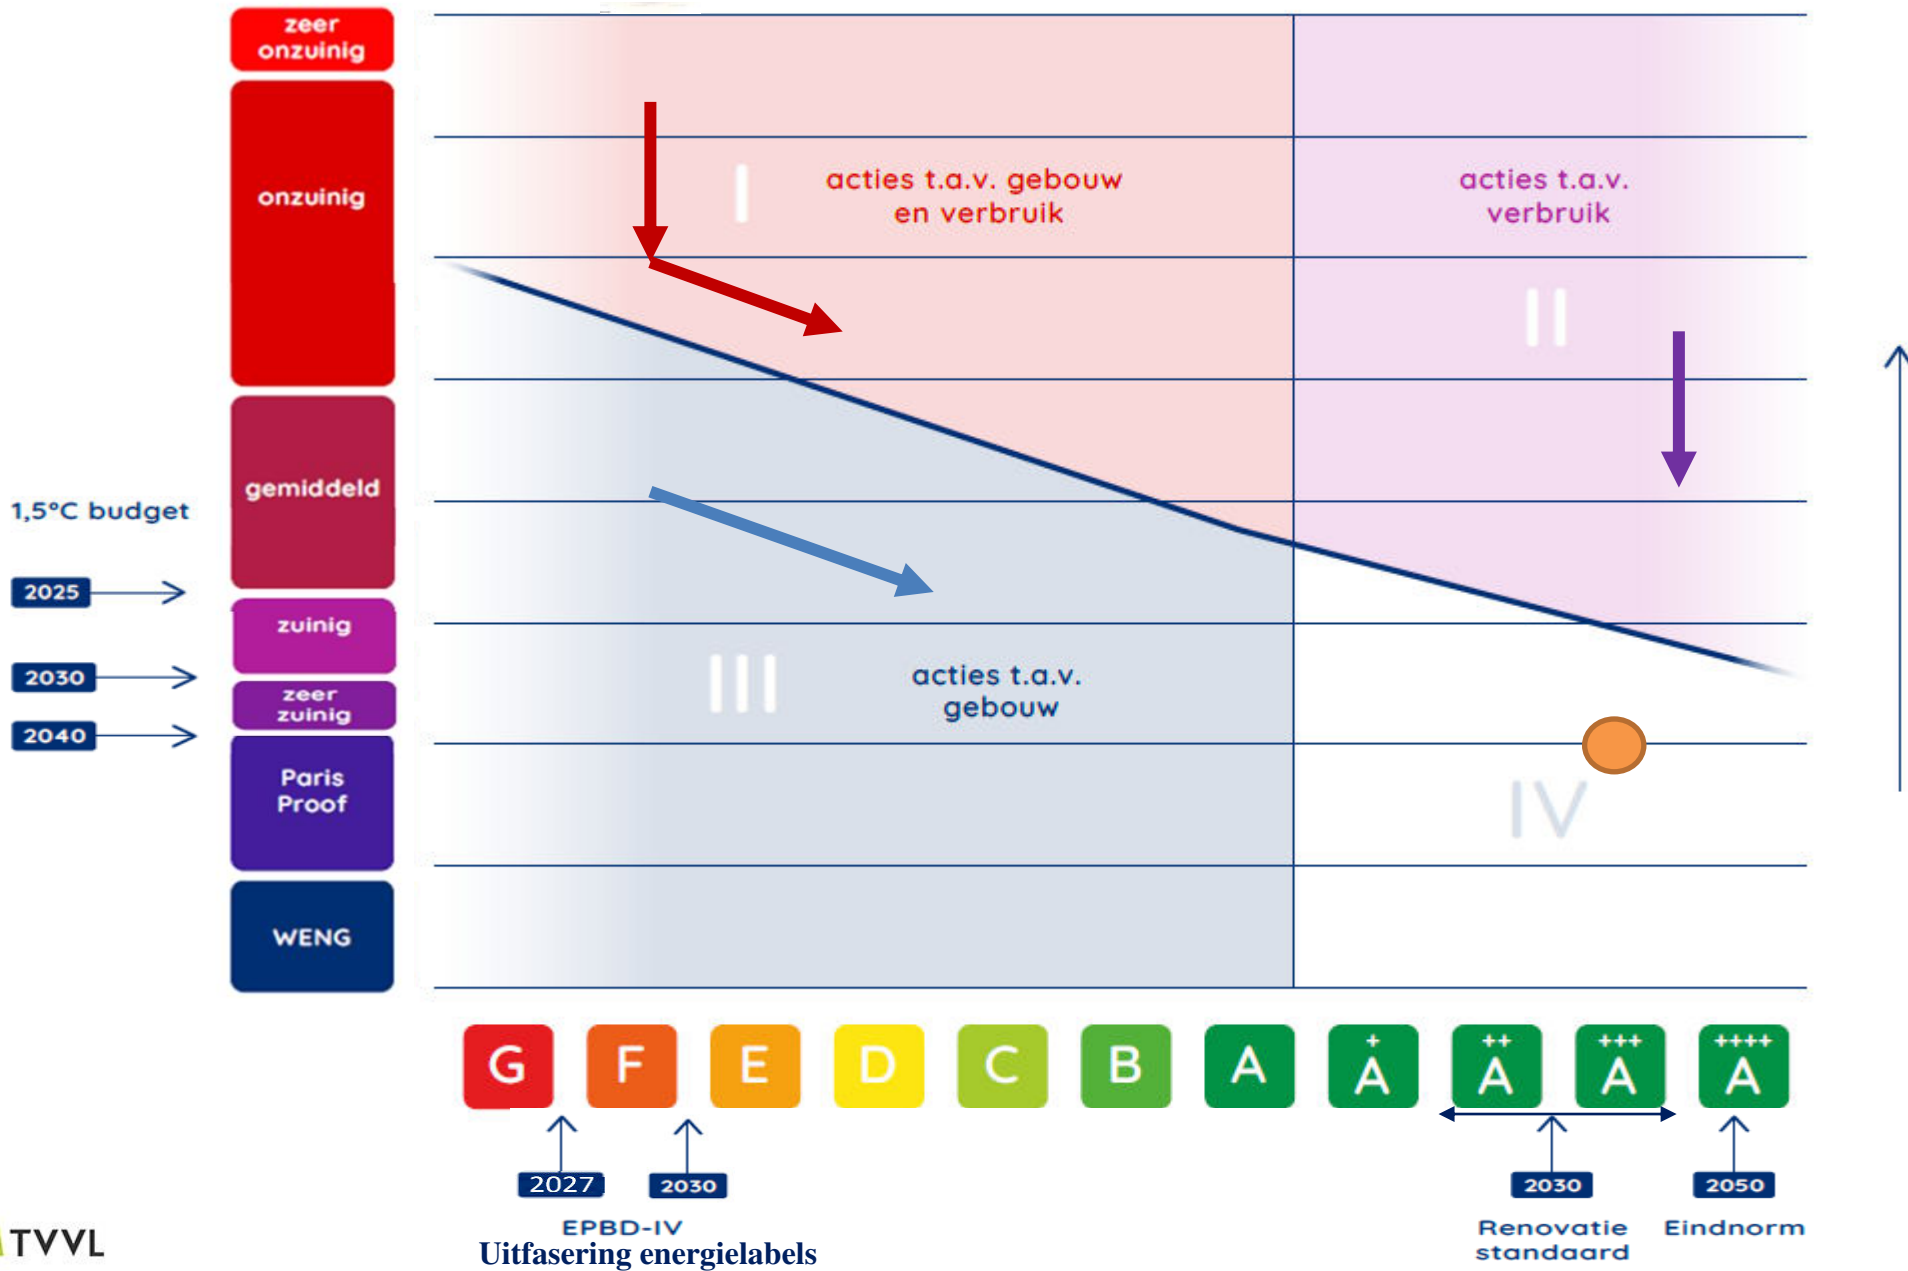 zeer
onzuinig
onzuinig
gemiddeld
zuinig
zeer
zuinig
Paris
Proof
WENG
1,5°C budget
2025
2030
2040
I
acties t.a.v. gebouw
en verbruik
acties t.a.v.
verbruik
II
III
acties t.a.v.
gebouw
IV
G F E D C B A A+ A++ A+++ A++++
2027 2030 2030 2050
EPBD-IV
Uitfasering energielabels
Renovatie
standaard
Eindnorm
TVVL